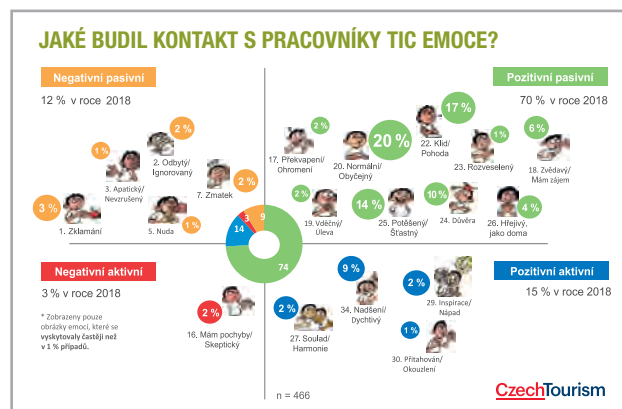 JAKÉ BUDIL KONTAKT S PRACOVNÍKY TIC EMOCE?
Negativní pasivní
12 % v roce 2018
Pozitivní pasivní
70 % v roce 2018
3 %
1. Zklamání
1 %
3. Apatický/
Nevzrušený
2 %
2. Odbytý/
Ignorovaný
1 %
5. Nuda
2 %
7. Zmatek
2 %
17. Překvapení/
Ohromení
20 %
20. Normální/
Obyčejný
17 %
22. Klid/
Pohoda
1 %
23. Rozveselený
6 %
18. Zvědavý/
Mám zájem
2 %
19. Vděčný/
Úleva
14 %
25. Potěšený/
Šťastný
10 %
24. Důvěra
4 %
26. Hřejivý,
jako doma
9
3
14
74
Negativní aktivní
3 % v roce 2018
* Zobrazeny pouze
obrázky emocí, které se
vyskytovaly častěji než
v 1 % případů.
2 %
16. Mám pochyby/
Skeptický
Pozitivní aktivní
15 % v roce 2018
2 %
27. Soulad/
Harmonie
9 %
34. Nadšení/
Dychtivý
2 %
29. Inspirace/
Nápad
1 %
30. Přitahován/
Okouzlení
n = 466
CzechTourism